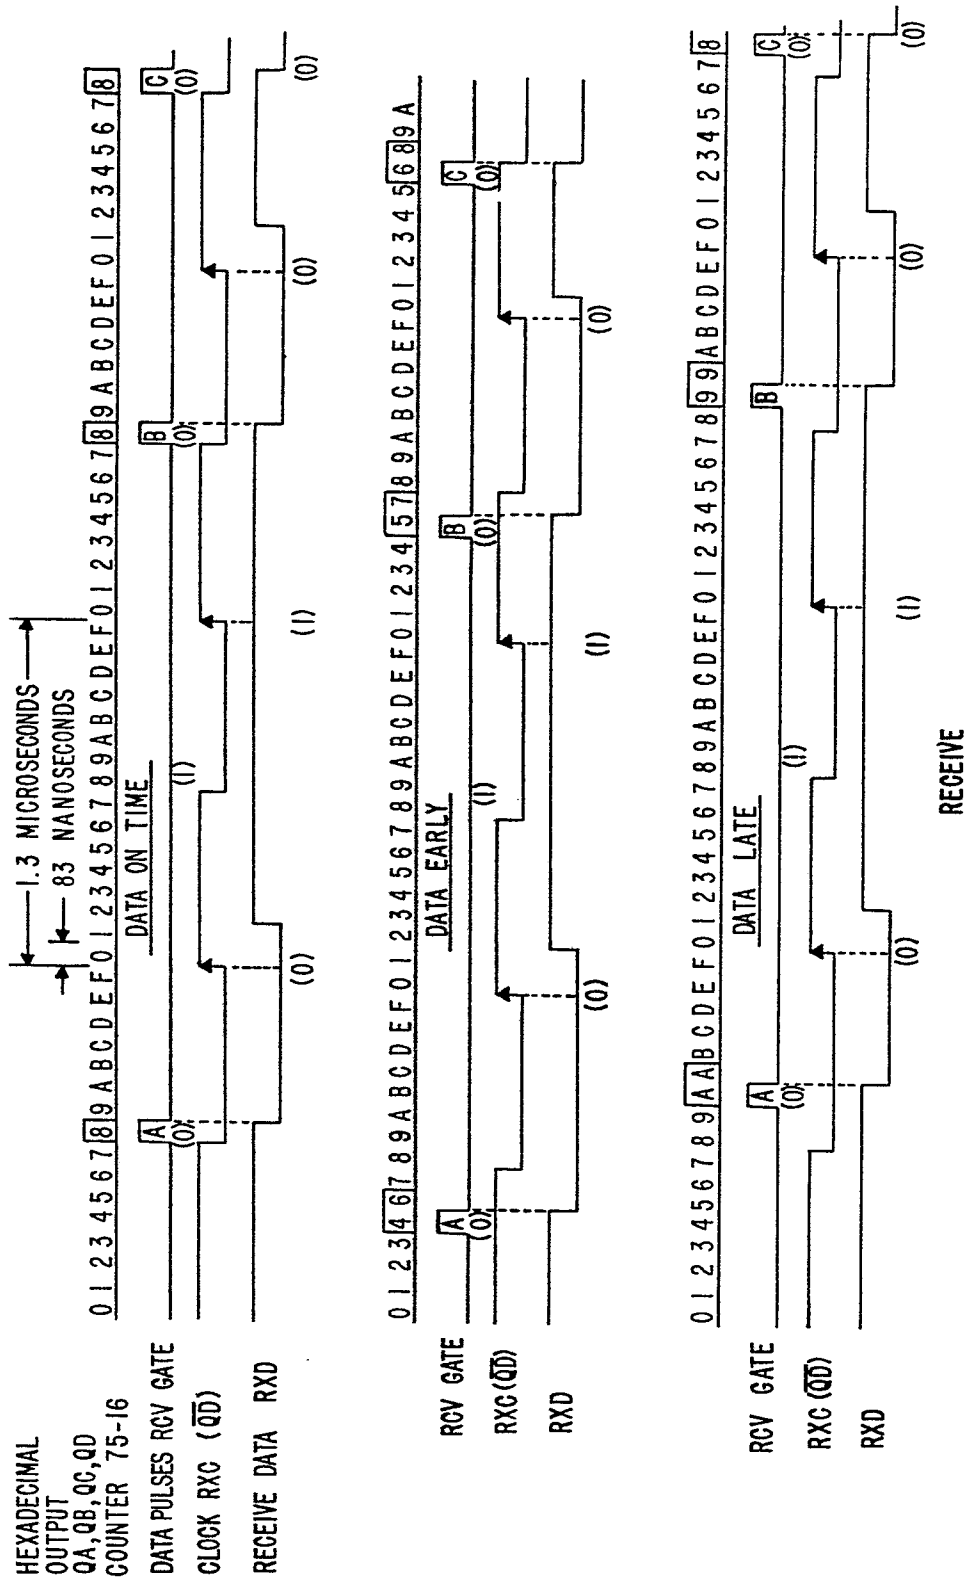 1.3 MICROSECONDS
83 NANOSECONDS
HEXADECIMAL
OUTPUT
QA,QB,QC,QD
COUNTER 75-16
0 1 2 3 4 5 6 7 8 9 A B C D E F 0 1 2 3 4 5 6 7 8 9 A B C D E F 0 1 2 3 4 5 6 7 8 9 A B C D E F 0 1 2 3 4 5 6 7 8
DATA ON TIME
DATA PULSES RCV GATE
A B C
(0) (1) (0) (0)
CLOCK RXC (Q̅D̅)
RECEIVE DATA RXD
(0) (1) (0) (0)
0 1 2 3 4 6 7 8 9 A B C D E F 0 1 2 3 4 5 6 7 8 9 A B C D E F 0 1 2 3 4 5 7 8 9 A B C D E F 0 1 2 3 4 5 6 8 9 A
DATA EARLY
RCV GATE
A B C
(0) (1) (0) (0)
RXC (Q̅D̅)
RXD
(0) (1) (0)
0 1 2 3 4 5 6 7 8 9 A A B C D E F 0 1 2 3 4 5 6 7 8 9 A B C D E F 0 1 2 3 4 5 6 7 8 9 9 A B C D E F 0 1 2 3 4 5 6 7 8
DATA LATE
RCV GATE
A B C
(0) (1) (0)
RXC (Q̅D̅)
RXD
(0) (1) (0) (0)
RECEIVE